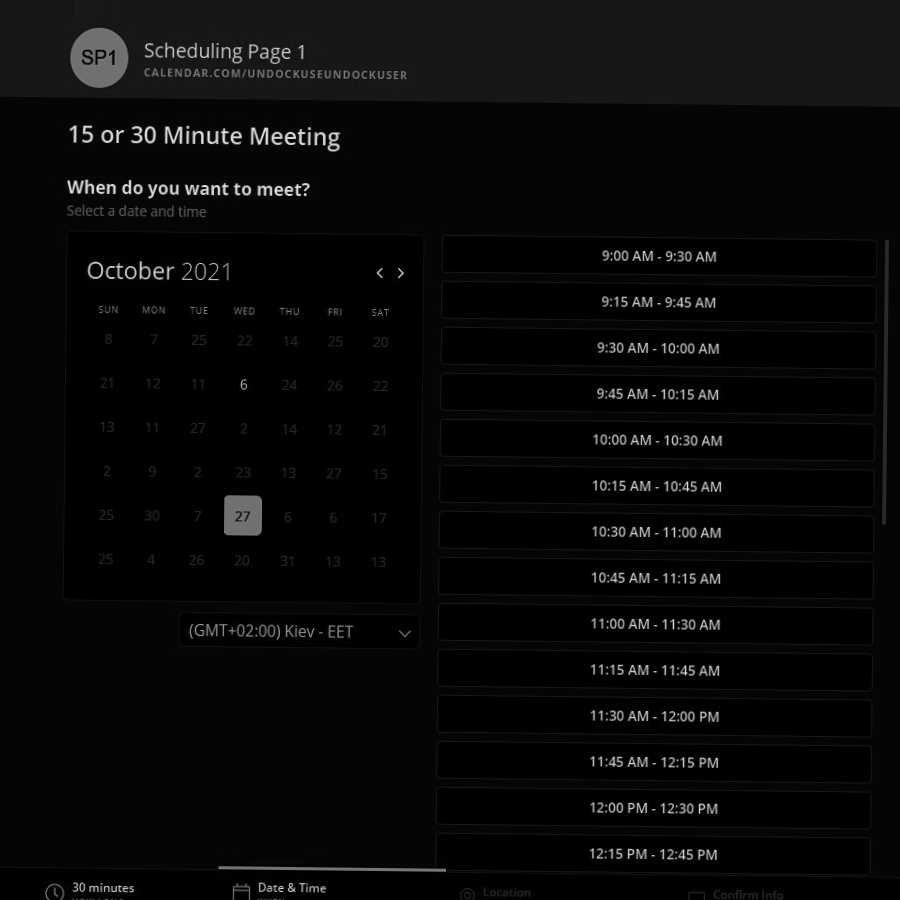 SP1
Scheduling Page 1
CALENDAR.COM/UNDOCKUSEUNDOCKUSER
15 or 30 Minute Meeting
When do you want to meet?
Select a date and time
October 2021
SUN MON TUE WED THU FRI SAT
8 7 25 22 14 25 20
21 12 11 6 24 26 22
13 11 27 2 14 12 21
2 9 2 23 13 27 15
25 30 7 27 6 6 17
25 4 26 20 31 13 13
(GMT+02:00) Kiev - EET
9:00 AM - 9:30 AM
9:15 AM - 9:45 AM
9:30 AM - 10:00 AM
9:45 AM - 10:15 AM
10:00 AM - 10:30 AM
10:15 AM - 10:45 AM
10:30 AM - 11:00 AM
10:45 AM - 11:15 AM
11:00 AM - 11:30 AM
11:15 AM - 11:45 AM
11:30 AM - 12:00 PM
11:45 AM - 12:15 PM
12:00 PM - 12:30 PM
12:15 PM - 12:45 PM
30 minutes
Date & Time
Location
Confirm Info